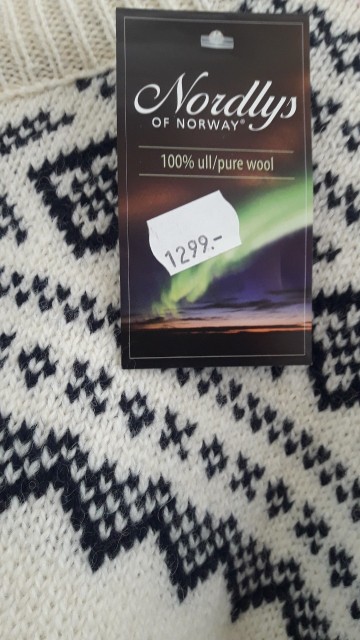 Nordlys
OF NORWAY®
100% ull/pure wool
1299.-